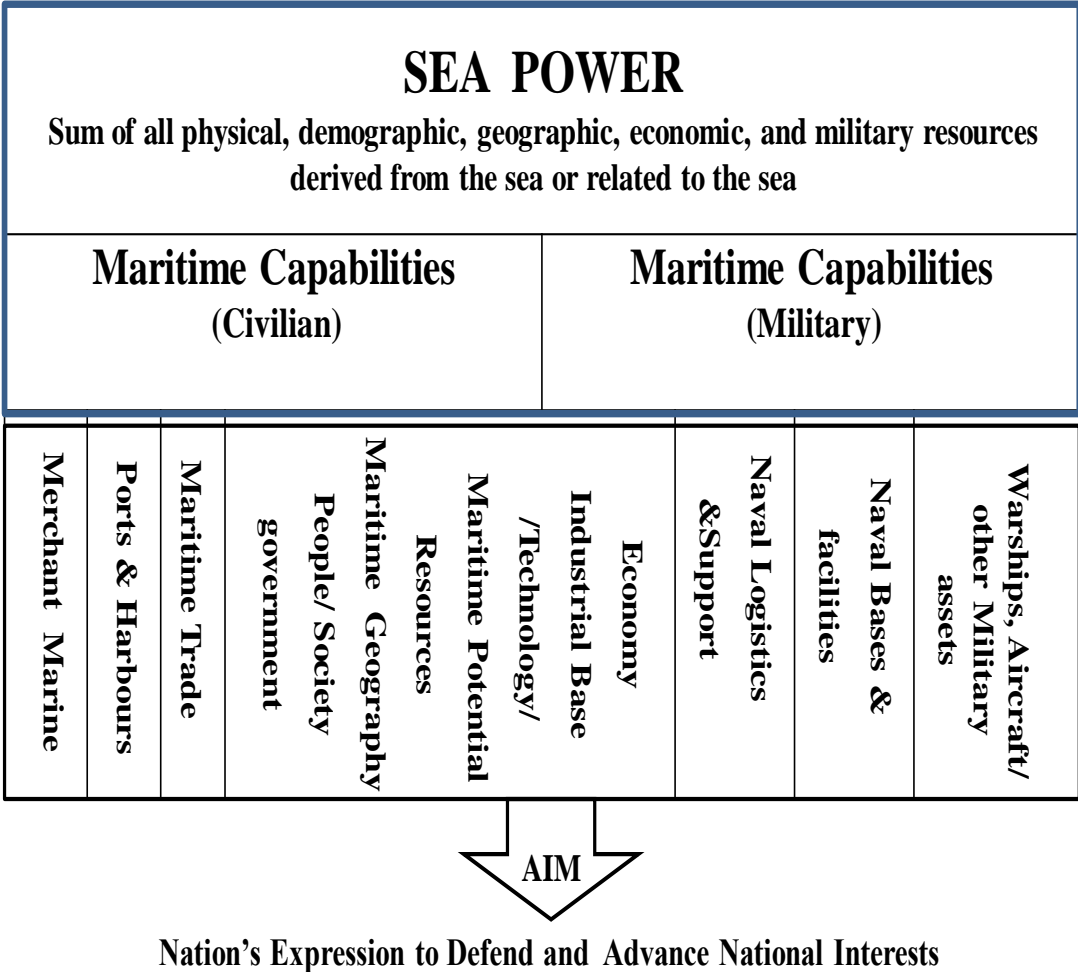 SEA POWER
Sum of all physical, demographic, geographic, economic, and military resources
derived from the sea or related to the sea
Maritime Capabilities
(Civilian)
Maritime Capabilities
(Military)
Merchant Marine
Ports & Harbours
Maritime Trade
Economy
Industrial Base
/Technology/
Maritime Potential
Resources
Maritime Geography
People/ Society
government
Naval Logistics
&Support
Naval Bases &
facilities
Warships, Aircraft/
other Military
assets
AIM
Nation's Expression to Defend and Advance National Interests